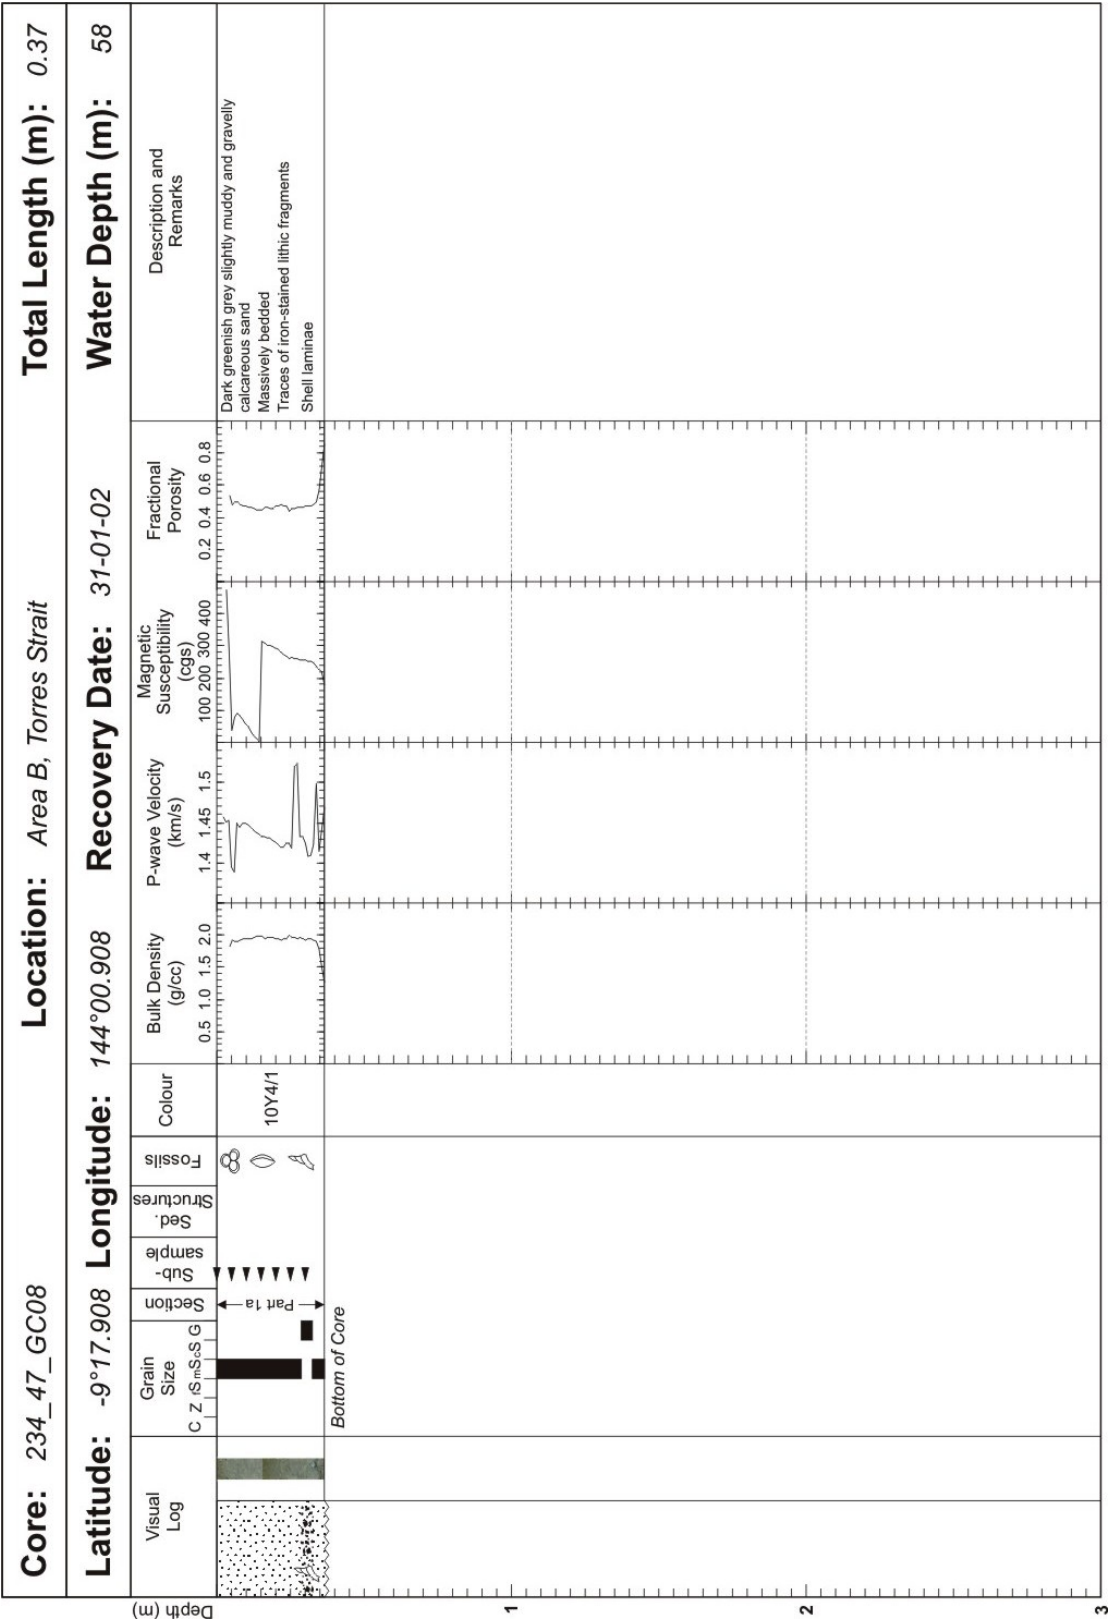 Core: 234_47_GC08 Location: Area B, Torres Strait Total Length (m): 0.37
Latitude: -9°17.908 Longitude: 144°00.908 Recovery Date: 31-01-02 Water Depth (m): 58
Depth (m)
Visual
Log
Grain
Size
C Z fS mS cS G
Section
Sub-
sample
Sed.
Structures
Fossils
Colour
Bulk Density
(g/cc)
0.5 1.0 1.5 2.0
P-wave Velocity
(km/s)
1.4 1.45 1.5
Magnetic
Susceptibility
(cgs)
100 200 300 400
Fractional
Porosity
0.2 0.4 0.6 0.8
Description and
Remarks
Part 1a
10Y4/1
Dark greenish grey slightly muddy and gravelly
calcareous sand
Massively bedded
Traces of iron-stained lithic fragments
Shell laminae
Bottom of Core
1
2
3